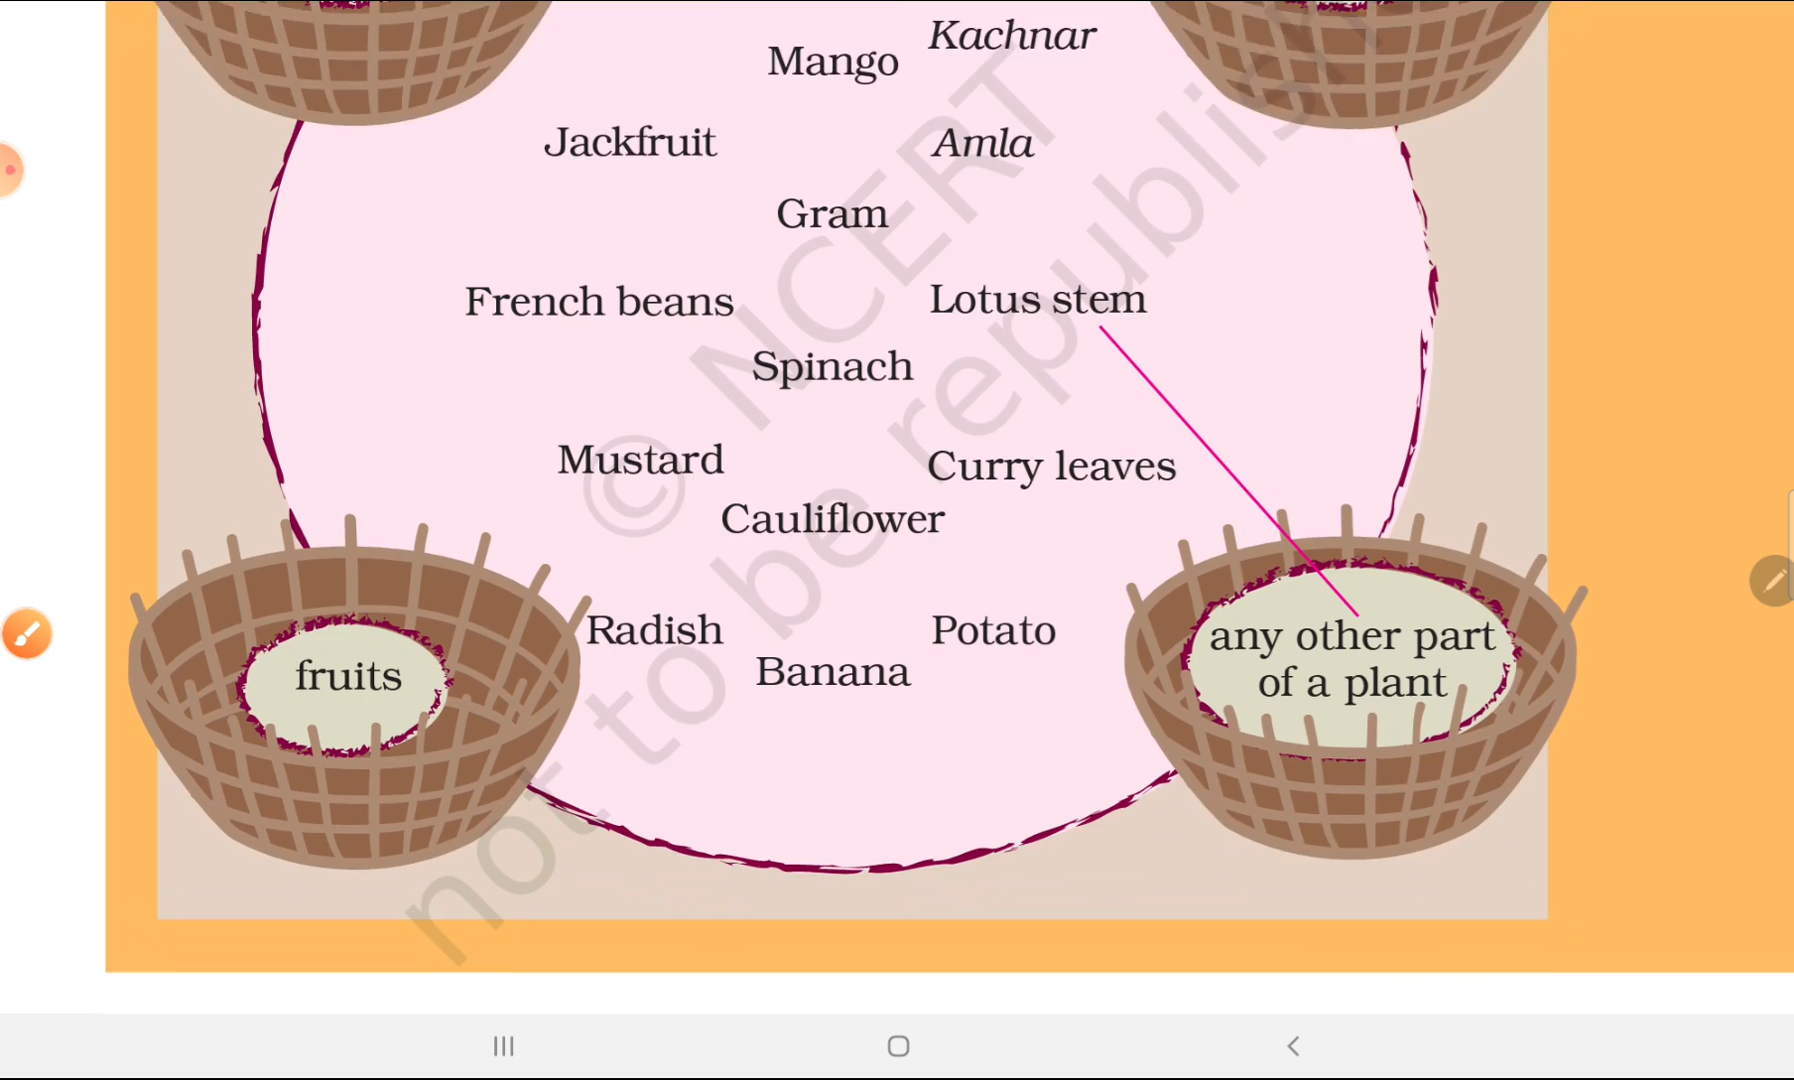 Kachnar
Mango
Jackfruit
Amla
Gram
French beans
Lotus stem
Spinach
Mustard
Curry leaves
Cauliflower
Radish
Potato
Banana
fruits
any other part
of a plant
© NCERT
not to be republish